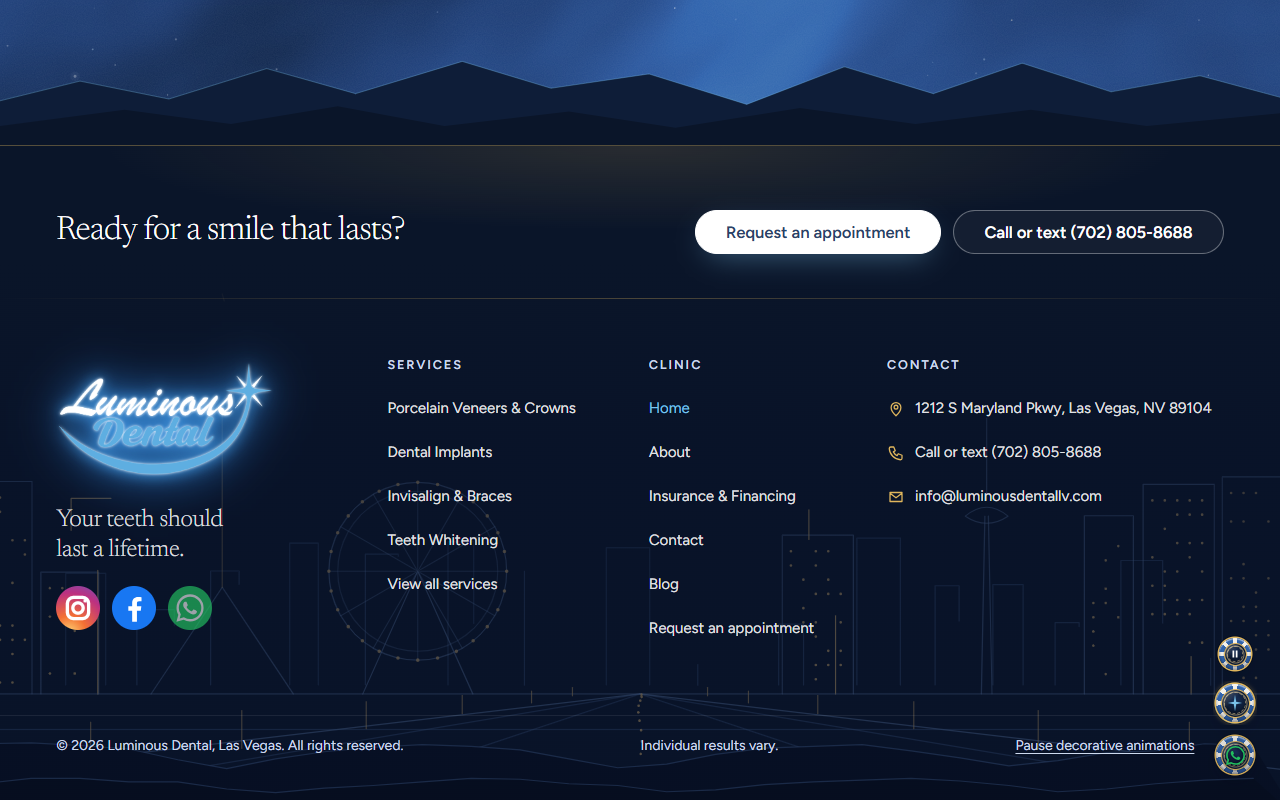 Ready for a smile that lasts?
Request an appointment
Call or text (702) 805-8688
Luminous
Dental
Your teeth should
last a lifetime.
SERVICES
Porcelain Veneers & Crowns
Dental Implants
Invisalign & Braces
Teeth Whitening
View all services
CLINIC
Home
About
Insurance & Financing
Contact
Blog
Request an appointment
CONTACT
1212 S Maryland Pkwy, Las Vegas, NV 89104
Call or text (702) 805-8688
info@luminousdentallv.com
© 2026 Luminous Dental, Las Vegas. All rights reserved.
Individual results vary.
Pause decorative animations